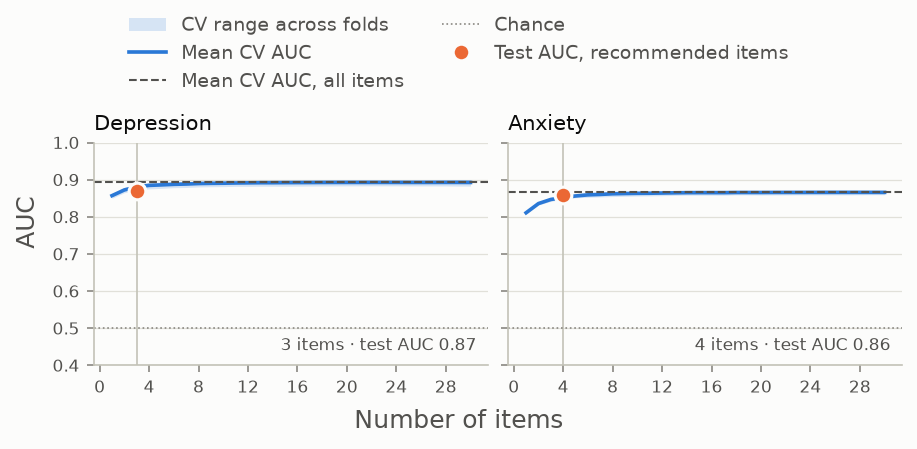 CV range across folds
Mean CV AUC
Mean CV AUC, all items
Chance
Test AUC, recommended items
Depression
Anxiety
AUC
1.0
0.9
0.8
0.7
0.6
0.5
0.4
3 items · test AUC 0.87
4 items · test AUC 0.86
0 4 8 12 16 20 24 28
0 4 8 12 16 20 24 28
Number of items